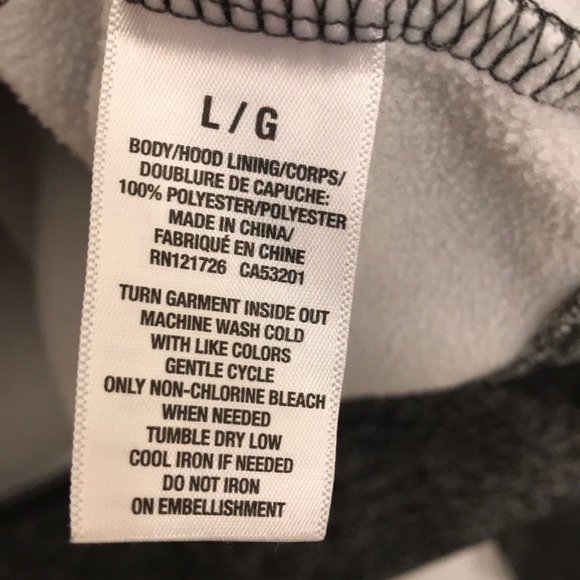 L / G
BODY/HOOD LINING/CORPS/
DOUBLURE DE CAPUCHE:
100% POLYESTER/POLYESTER
MADE IN CHINA/
FABRIQUÉ EN CHINE
RN121726 CA53201
TURN GARMENT INSIDE OUT
MACHINE WASH COLD
WITH LIKE COLORS
GENTLE CYCLE
ONLY NON-CHLORINE BLEACH
WHEN NEEDED
TUMBLE DRY LOW
COOL IRON IF NEEDED
DO NOT IRON
ON EMBELLISHMENT